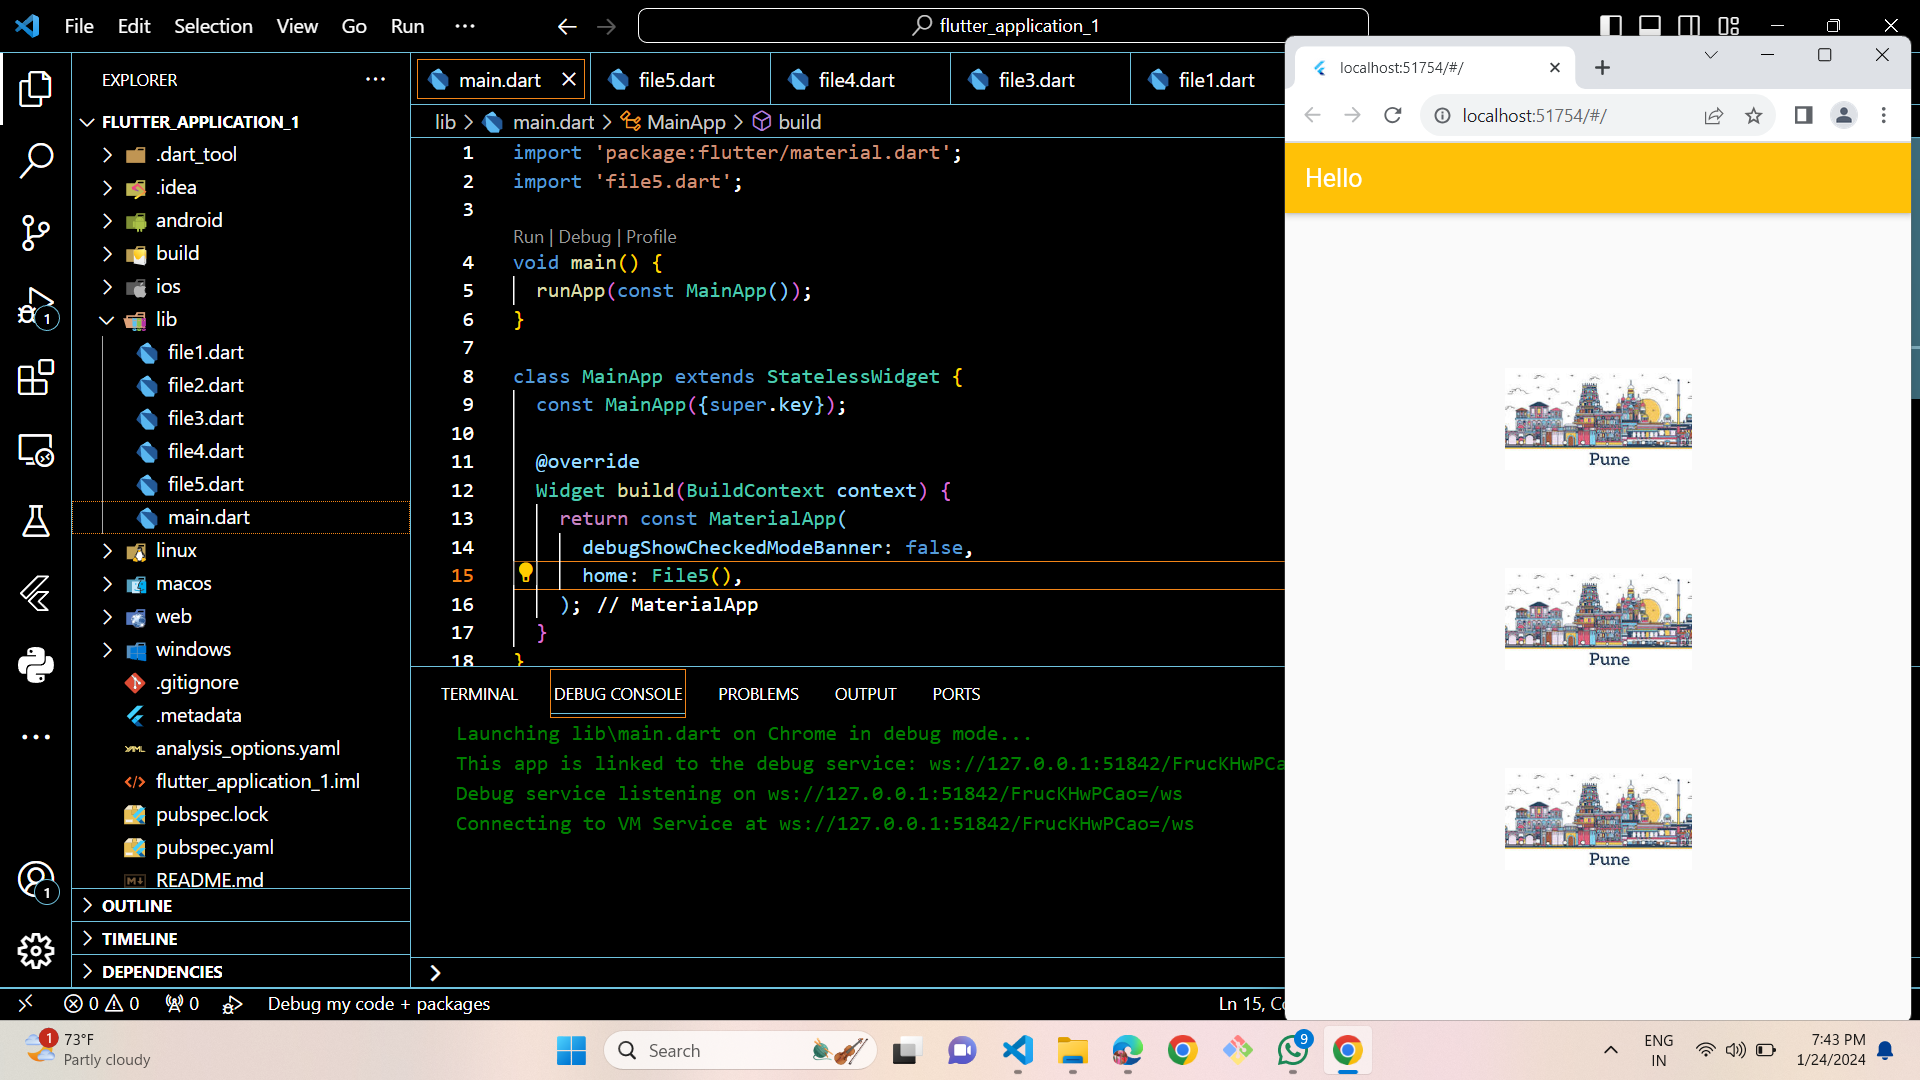 File Edit Selection View Go Run ···
flutter_application_1
EXPLORER
FLUTTER_APPLICATION_1
.dart_tool
.idea
android
build
ios
lib
file1.dart
file2.dart
file3.dart
file4.dart
file5.dart
main.dart
linux
macos
web
windows
.gitignore
.metadata
analysis_options.yaml
flutter_application_1.iml
pubspec.lock
pubspec.yaml
README.md
OUTLINE
TIMELINE
DEPENDENCIES
main.dart file5.dart file4.dart file3.dart file1.dart
lib > main.dart > MainApp > build
1 import 'package:flutter/material.dart';
2 import 'file5.dart';
3
Run | Debug | Profile
4 void main() {
5 runApp(const MainApp());
6 }
7
8 class MainApp extends StatelessWidget {
9 const MainApp({super.key});
10
11 @override
12 Widget build(BuildContext context) {
13 return const MaterialApp(
14 debugShowCheckedModeBanner: false,
15 home: File5(),
16 ); // MaterialApp
17 }
18 }
TERMINAL DEBUG CONSOLE PROBLEMS OUTPUT PORTS
Launching lib\main.dart on Chrome in debug mode...
This app is linked to the debug service: ws://127.0.0.1:51842/FrucKHwPCa
Debug service listening on ws://127.0.0.1:51842/FrucKHwPCao=/ws
Connecting to VM Service at ws://127.0.0.1:51842/FrucKHwPCao=/ws
localhost:51754/#/
localhost:51754/#/
Hello
Pune
Pune
Pune
1
1
0 0 0 Debug my code + packages Ln 15, C
1 73°F
Partly cloudy
Search
9
ENG
IN
7:43 PM
1/24/2024